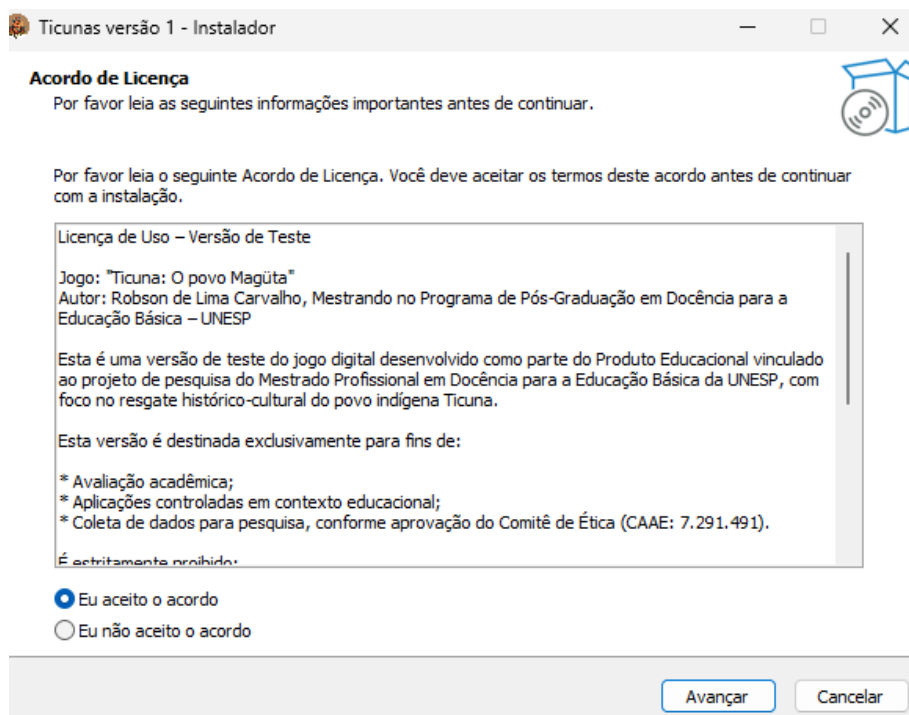 Ticunas versão 1 - Instalador
Acordo de Licença
Por favor leia as seguintes informações importantes antes de continuar.
Por favor leia o seguinte Acordo de Licença. Você deve aceitar os termos deste acordo antes de continuar
com a instalação.
Licença de Uso – Versão de Teste
Jogo: "Ticuna: O povo Magüta"
Autor: Robson de Lima Carvalho, Mestrando no Programa de Pós-Graduação em Docência para a
Educação Básica – UNESP
Esta é uma versão de teste do jogo digital desenvolvido como parte do Produto Educacional vinculado
ao projeto de pesquisa do Mestrado Profissional em Docência para a Educação Básica da UNESP, com
foco no resgate histórico-cultural do povo indígena Ticuna.
Esta versão é destinada exclusivamente para fins de:
* Avaliação acadêmica;
* Aplicações controladas em contexto educacional;
* Coleta de dados para pesquisa, conforme aprovação do Comitê de Ética (CAAE: 7.291.491).
É estritamente proibido:
Eu aceito o acordo
Eu não aceito o acordo
Avançar
Cancelar